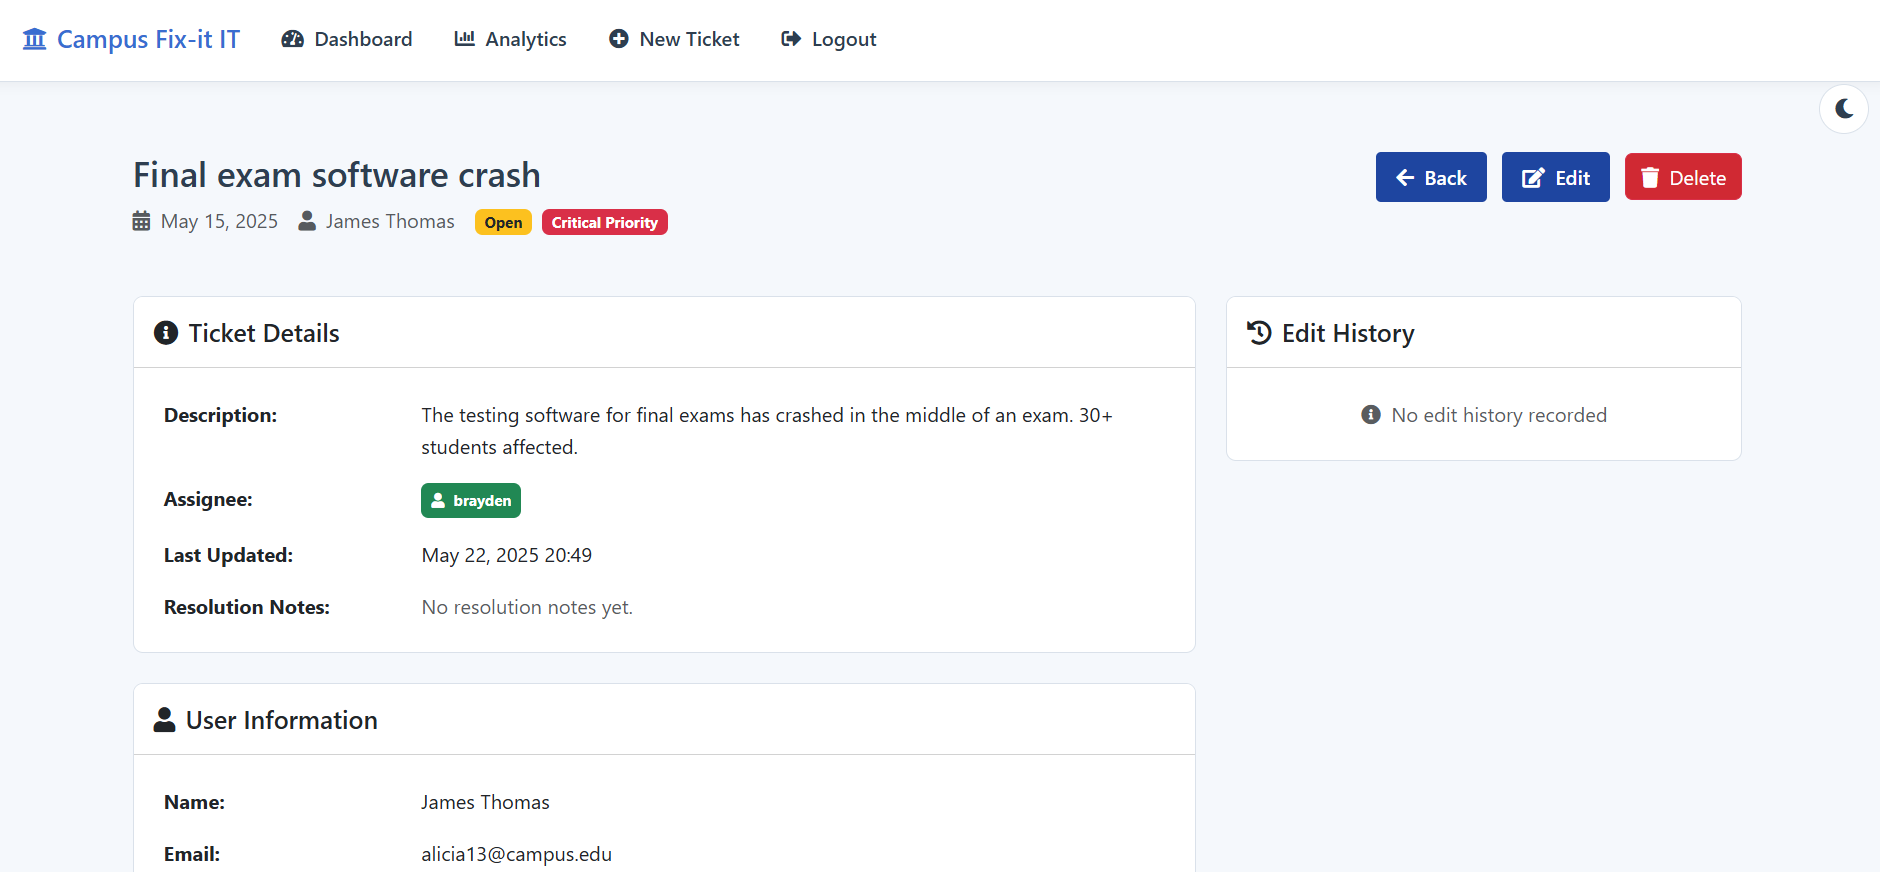 Campus Fix-it IT
Dashboard
Analytics
New Ticket
Logout
Final exam software crash
May 15, 2025 James Thomas Open Critical Priority
Back
Edit
Delete
Ticket Details
Description: The testing software for final exams has crashed in the middle of an exam. 30+
students affected.
Assignee: brayden
Last Updated: May 22, 2025 20:49
Resolution Notes: No resolution notes yet.
Edit History
No edit history recorded
User Information
Name: James Thomas
Email: alicia13@campus.edu